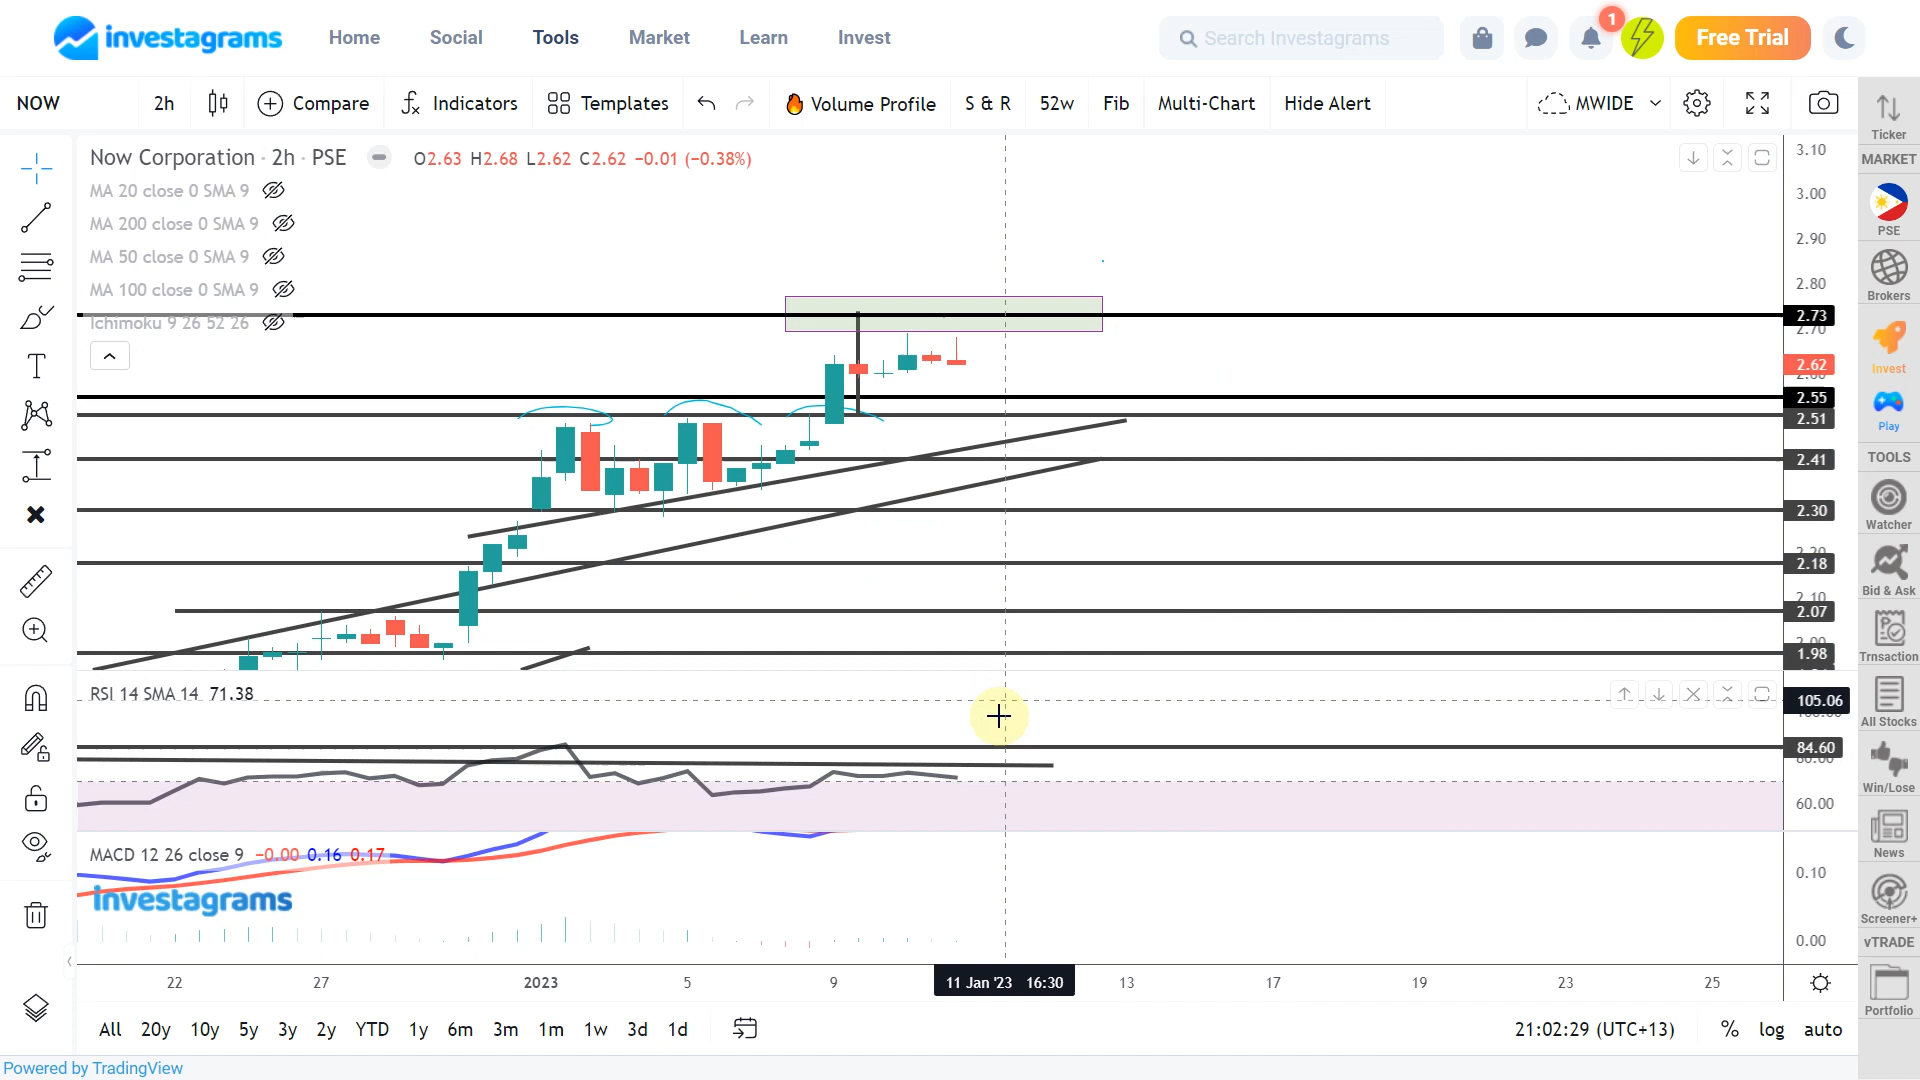 investagrams Home Social Tools Market Learn Invest Search Investagrams 1 Free Trial
NOW 2h Compare Indicators Templates Volume Profile S & R 52w Fib Multi-Chart Hide Alert MWIDE
Ticker
MARKET
PSE
Brokers
Invest
Play
TOOLS
Watcher
Bid & Ask
Trnsaction
All Stocks
Win/Lose
News
Screener+
vTRADE
Portfolio
Now Corporation · 2h · PSE O2.63 H2.68 L2.62 C2.62 −0.01 (−0.38%)
MA 20 close 0 SMA 9
MA 200 close 0 SMA 9
MA 50 close 0 SMA 9
MA 100 close 0 SMA 9
Ichimoku 9 26 52 26
3.10
3.00
2.90
2.80
2.73
2.70
2.62
2.55
2.51
2.41
2.30
2.18
2.10
2.07
2.00
1.98
RSI 14 SMA 14 71.38
105.06
84.60
80.00
60.00
MACD 12 26 close 9 −0.00 0.16 0.17
investagrams
0.10
0.00
22 27 2023 5 9 11 Jan '23 16:30 13 17 19 23 25
All 20y 10y 5y 3y 2y YTD 1y 6m 3m 1m 1w 3d 1d 21:02:29 (UTC+13) % log auto
Powered by TradingView